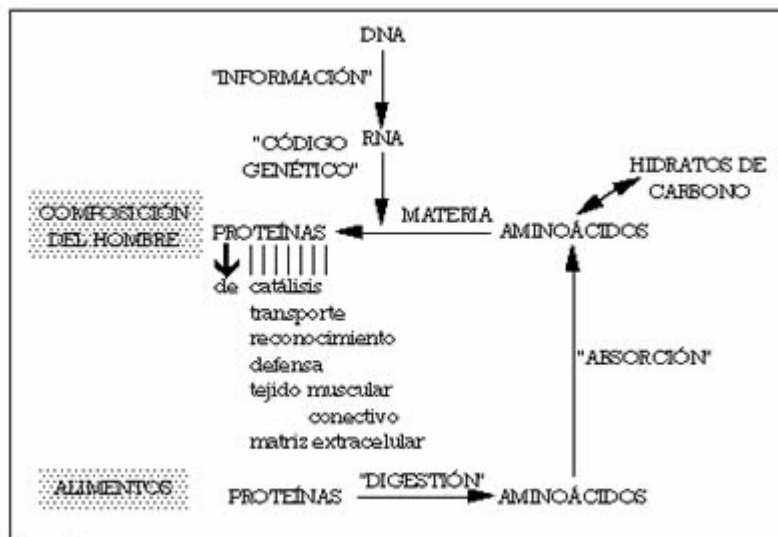 DNA
"INFORMACIÓN"
RNA
"CÓDIGO
GENÉTICO"
HIDRATOS DE
CARBONO
COMPOSICIÓN
DEL HOMBRE
PROTEÍNAS
MATERIA
AMINOÁCIDOS
de catálisis
transporte
reconocimiento
defensa
tejido muscular
conectivo
matriz extracelular
"ABSORCIÓN"
ALIMENTOS
PROTEÍNAS
"DIGESTIÓN"
AMINOÁCIDOS